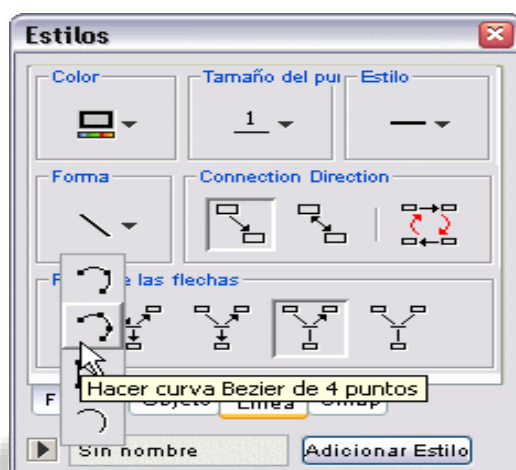 Estilos
Color
Tamaño del pu
Estilo
1
Forma
Connection Direction
las flechas
Hacer curva Bezier de 4 puntos
F
Objeto
Línea
Sin nombre
Adicionar Estilo